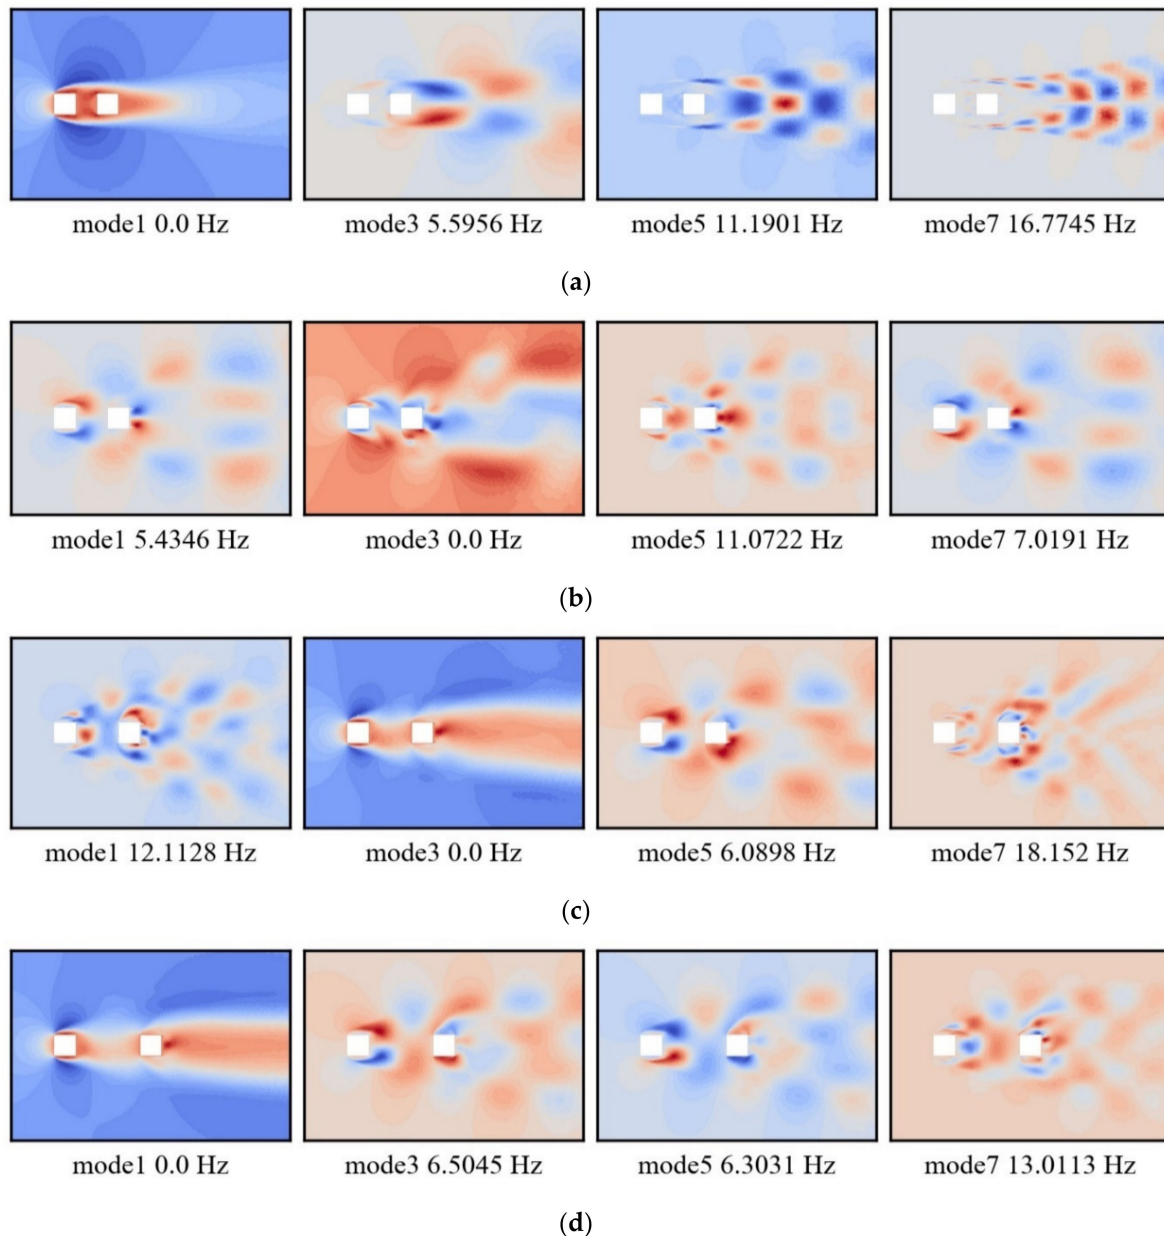 mode1 0.0 Hz mode3 5.5956 Hz mode5 11.1901 Hz mode7 16.7745 Hz
(a)
mode1 5.4346 Hz mode3 0.0 Hz mode5 11.0722 Hz mode7 7.0191 Hz
(b)
mode1 12.1128 Hz mode3 0.0 Hz mode5 6.0898 Hz mode7 18.152 Hz
(c)
mode1 0.0 Hz mode3 6.5045 Hz mode5 6.3031 Hz mode7 13.0113 Hz
(d)